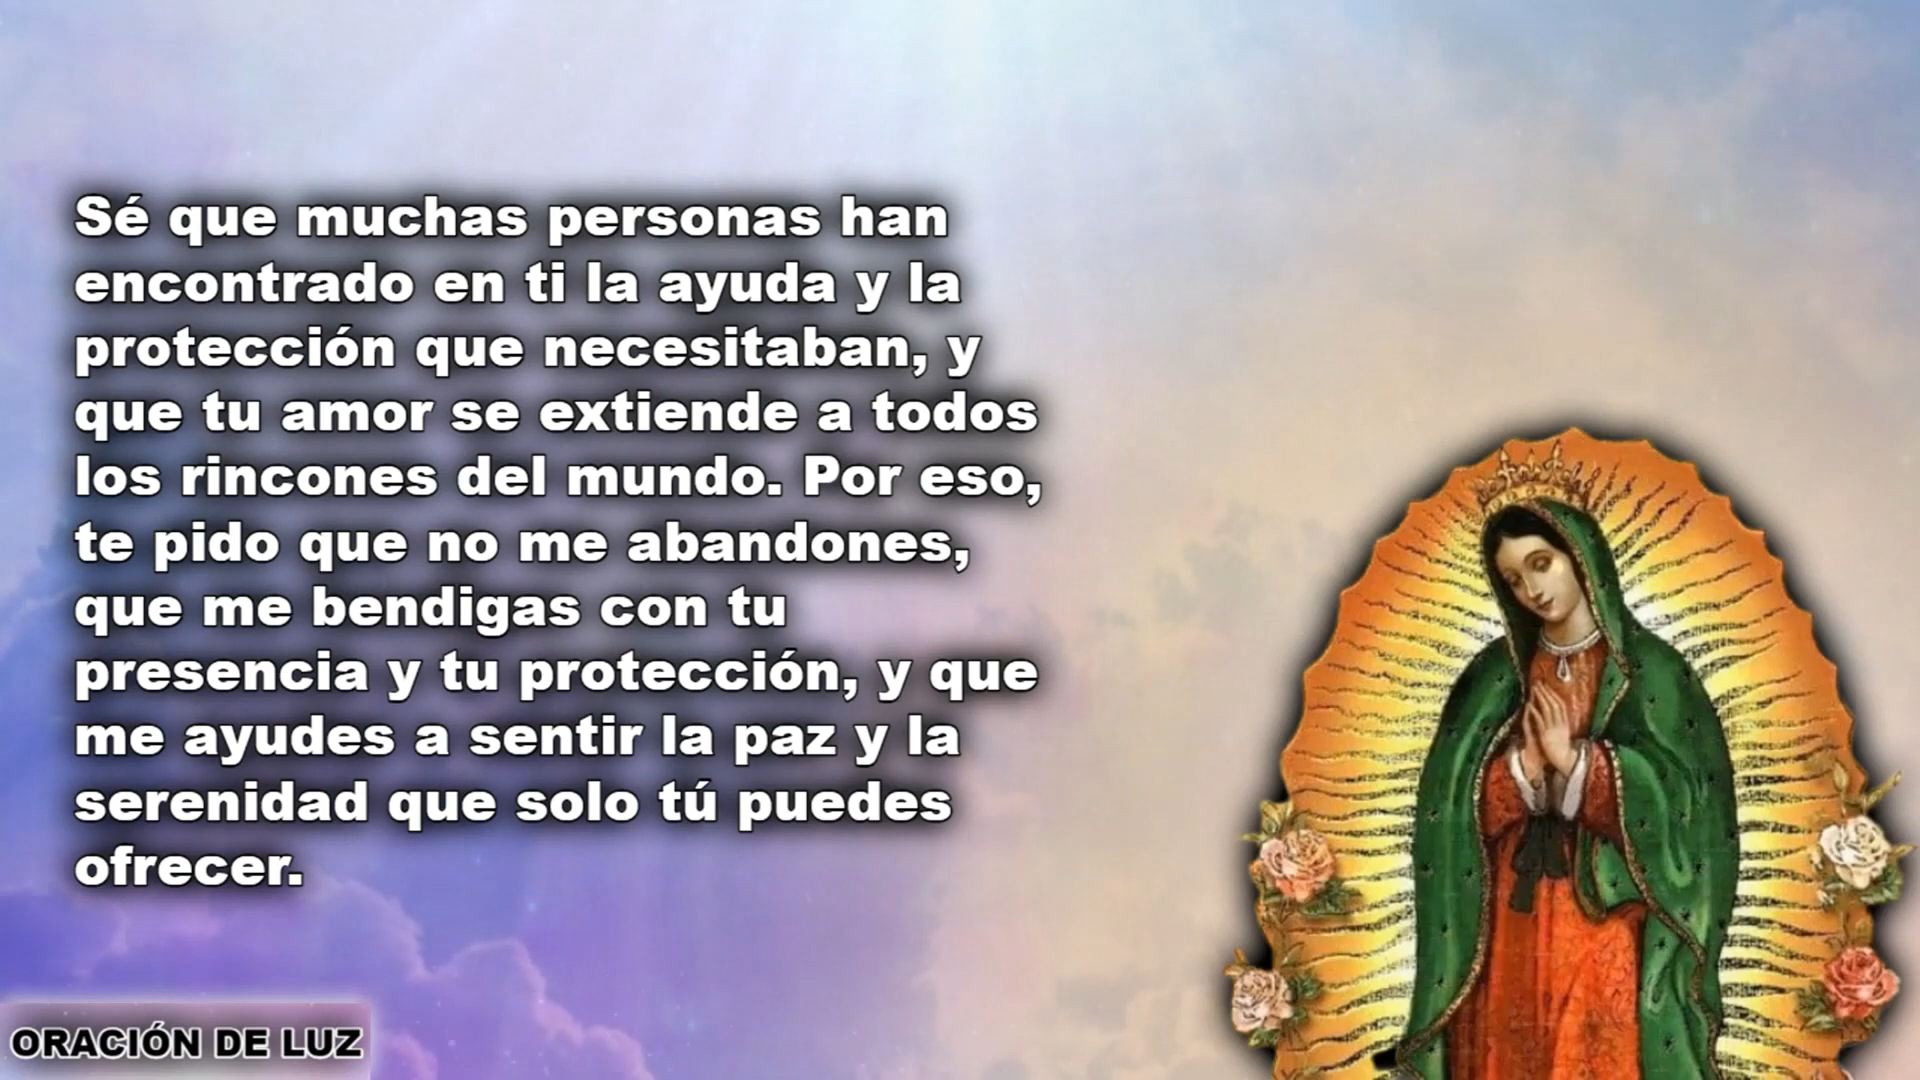 Sé que muchas personas han
encontrado en ti la ayuda y la
protección que necesitaban, y
que tu amor se extiende a todos
los rincones del mundo. Por eso,
te pido que no me abandones,
que me bendigas con tu
presencia y tu protección, y que
me ayudes a sentir la paz y la
serenidad que solo tú puedes
ofrecer.
ORACIÓN DE LUZ